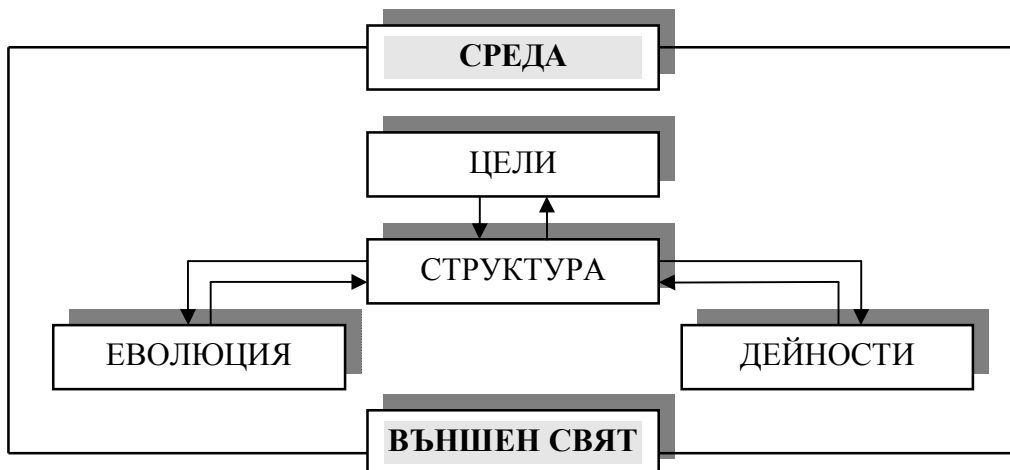 СРЕДА
ЦЕЛИ
СТРУКТУРА
ЕВОЛЮЦИЯ
ДЕЙНОСТИ
ВЪНШЕН СВЯТ